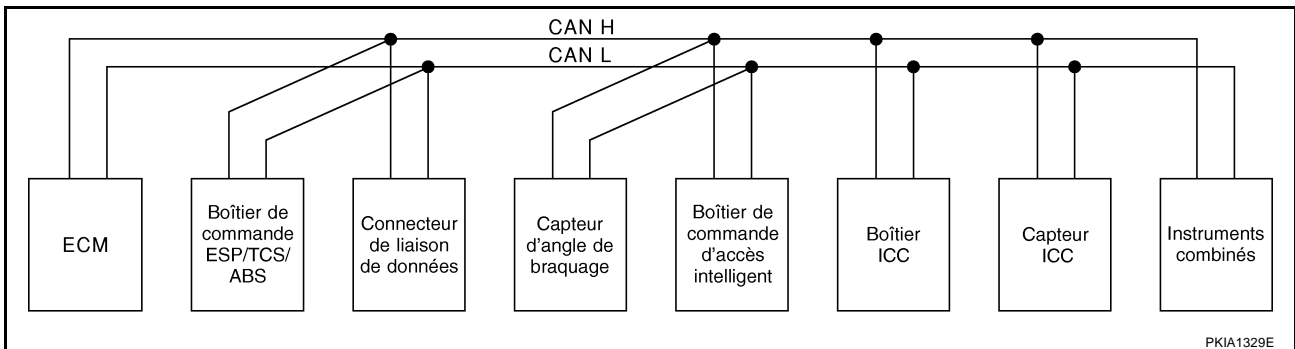 CAN H
CAN L
ECM
Boîtier de
commande
ESP/TCS/
ABS
Connecteur
de liaison
de données
Capteur
d'angle de
braquage
Boîtier de
commande
d'accès
intelligent
Boîtier
ICC
Capteur
ICC
Instruments
combinés
PKIA1329E